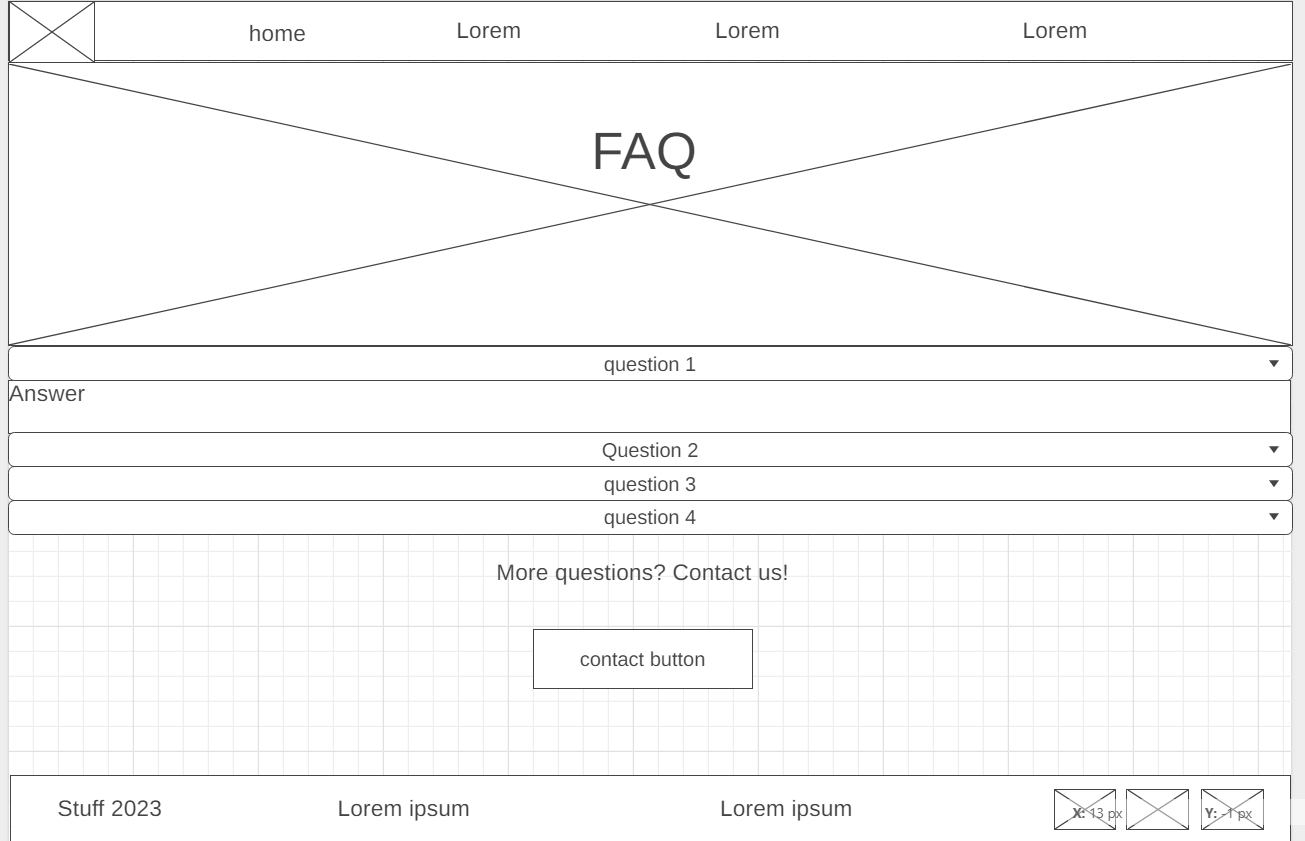 home Lorem Lorem Lorem
FAQ
question 1
Answer
Question 2
question 3
question 4
More questions? Contact us!
contact button
Stuff 2023 Lorem ipsum Lorem ipsum X: 13 px Y: -1 px